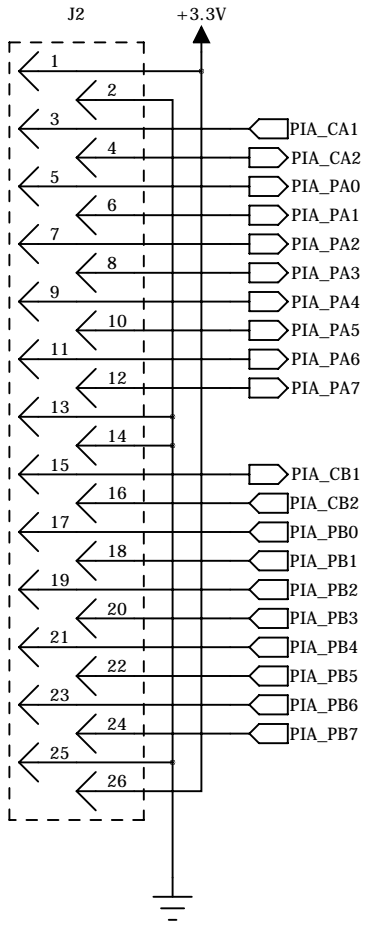 J2 +3.3V
1
2
3 PIA_CA1
4 PIA_CA2
5 PIA_PA0
6 PIA_PA1
7 PIA_PA2
8 PIA_PA3
9 PIA_PA4
10 PIA_PA5
11 PIA_PA6
12 PIA_PA7
13
14
15 PIA_CB1
16 PIA_CB2
17 PIA_PB0
18 PIA_PB1
19 PIA_PB2
20 PIA_PB3
21 PIA_PB4
22 PIA_PB5
23 PIA_PB6
24 PIA_PB7
25
26